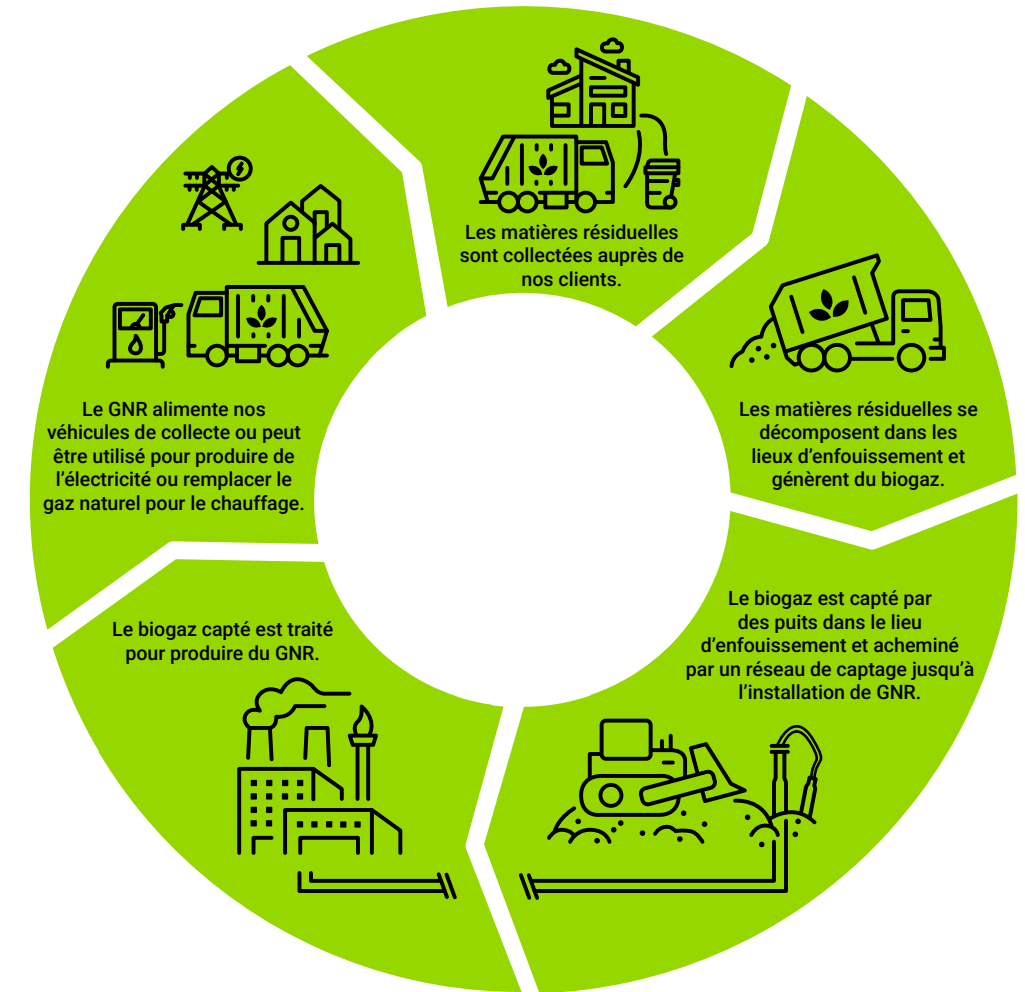 Les matières résiduelles
sont collectées auprès de
nos clients.
Les matières résiduelles se
décomposent dans les
lieux d’enfouissement et
génèrent du biogaz.
Le biogaz est capté par
des puits dans le lieu
d’enfouissement et acheminé
par un réseau de captage jusqu’à
l’installation de GNR.
Le biogaz capté est traité
pour produire du GNR.
Le GNR alimente nos
véhicules de collecte ou peut
être utilisé pour produire de
l’électricité ou remplacer le
gaz naturel pour le chauffage.